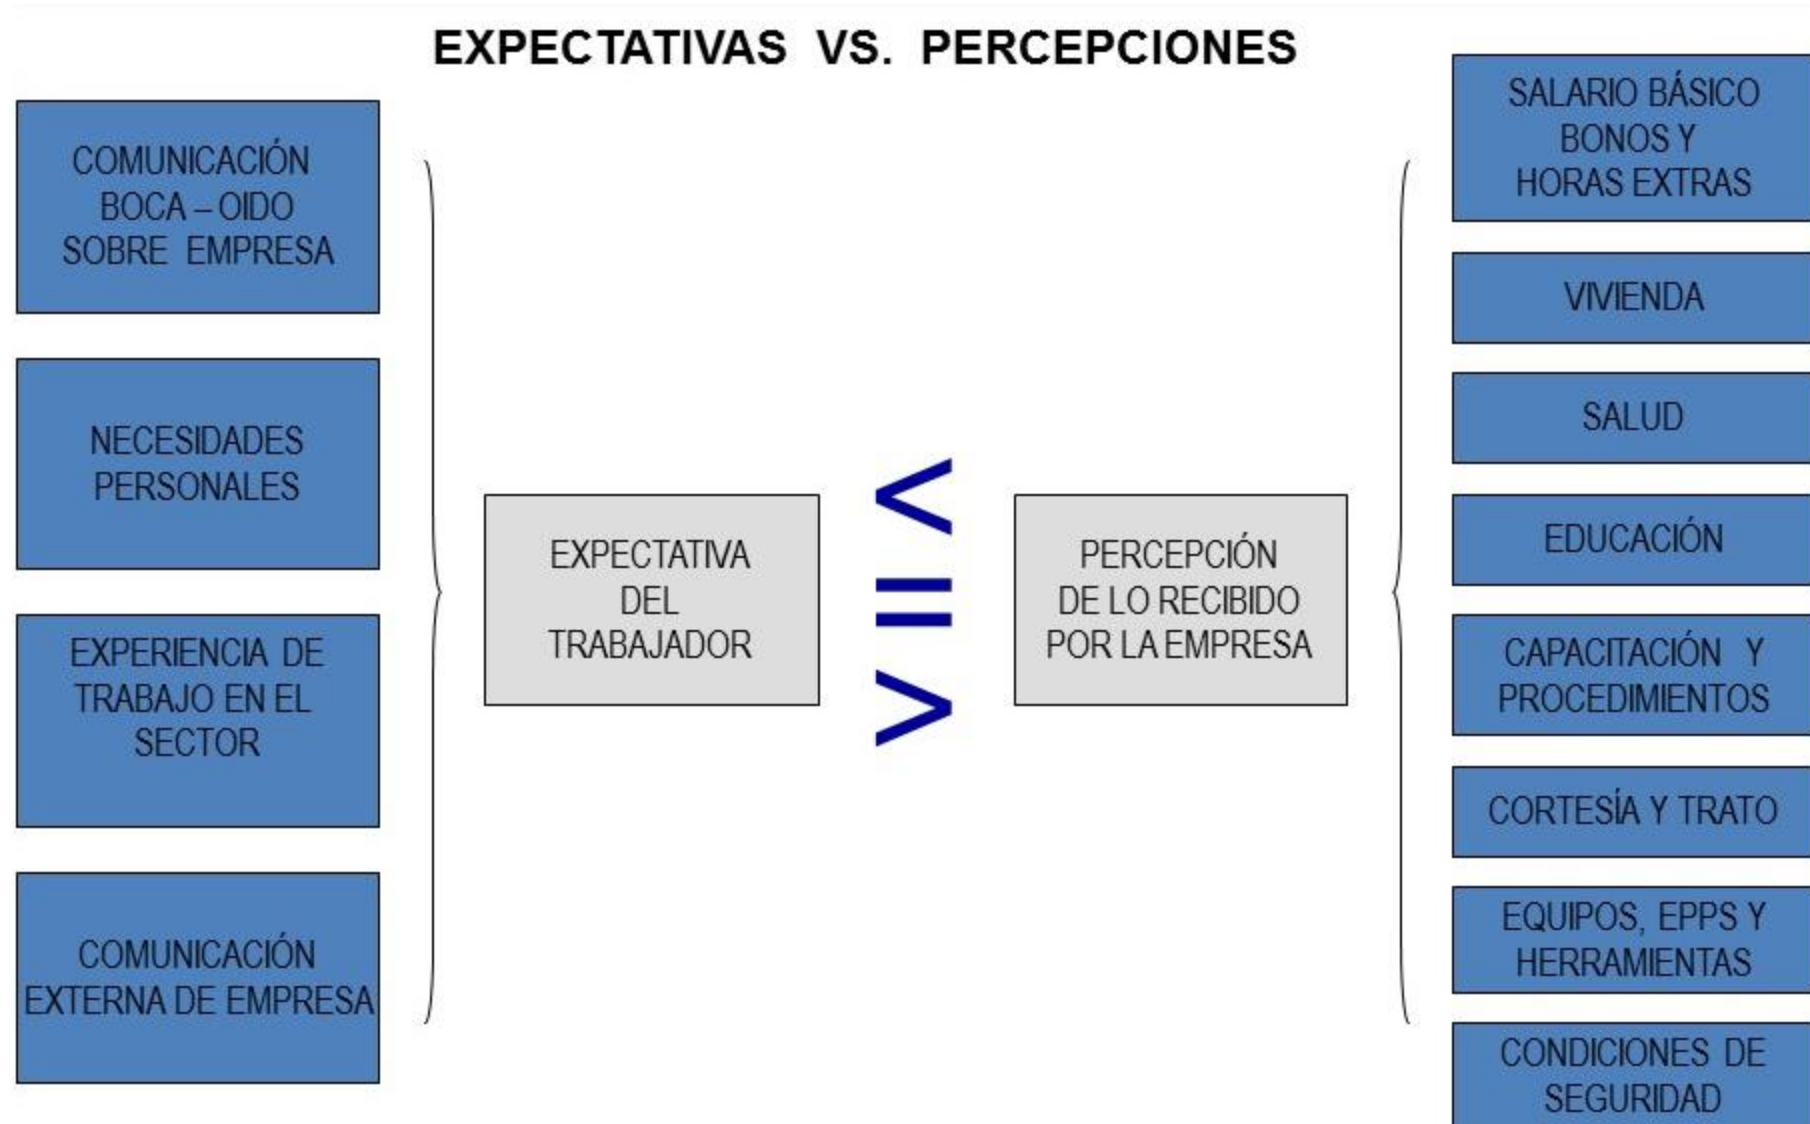 EXPECTATIVAS VS. PERCEPCIONES
COMUNICACIÓN
BOCA – OIDO
SOBRE EMPRESA
NECESIDADES
PERSONALES
EXPERIENCIA DE
TRABAJO EN EL
SECTOR
COMUNICACIÓN
EXTERNA DE EMPRESA
EXPECTATIVA
DEL
TRABAJADOR
<
=
>
PERCEPCIÓN
DE LO RECIBIDO
POR LA EMPRESA
SALARIO BÁSICO
BONOS Y
HORAS EXTRAS
VIVIENDA
SALUD
EDUCACIÓN
CAPACITACIÓN Y
PROCEDIMIENTOS
CORTESÍA Y TRATO
EQUIPOS, EPPS Y
HERRAMIENTAS
CONDICIONES DE
SEGURIDAD